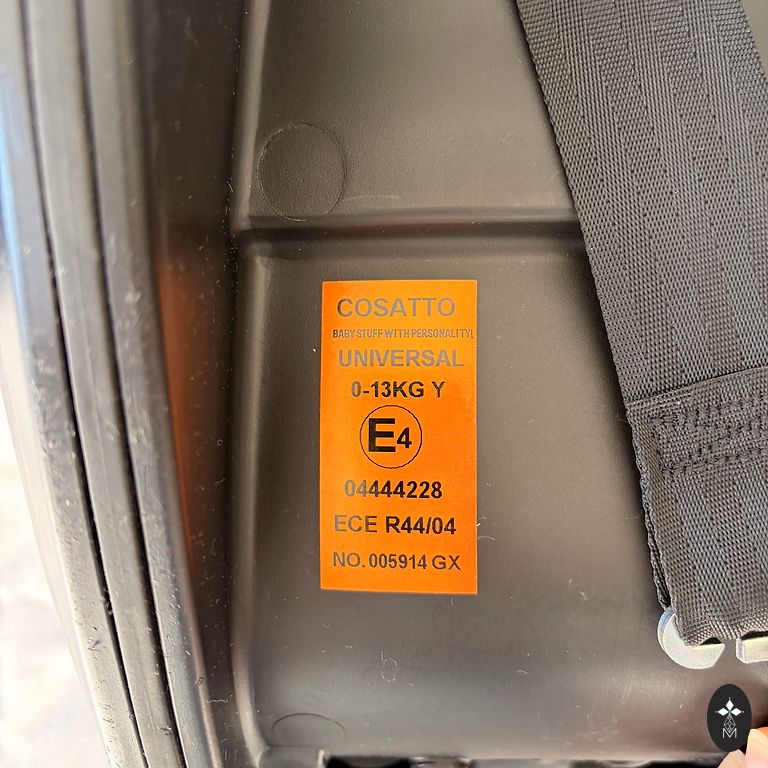 COSATTO
BABY STUFF WITH PERSONALITY!
UNIVERSAL
0-13KG Y
E4
04444228
ECE R44/04
NO. 005914 GX
M